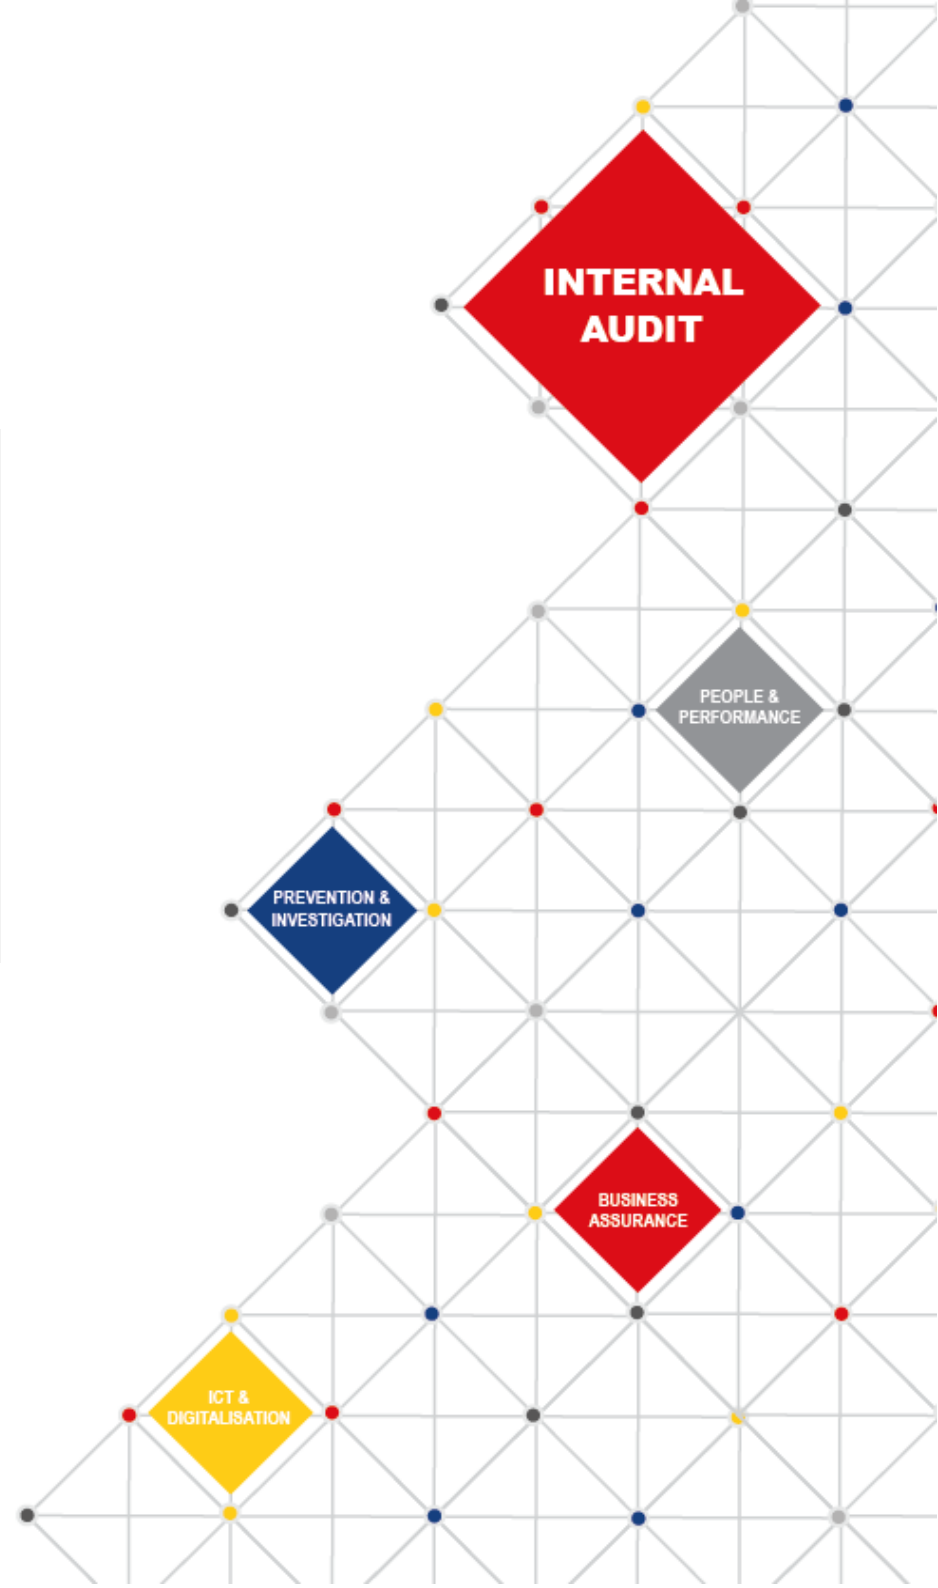 INTERNAL
AUDIT
PEOPLE &
PERFORMANCE
PREVENTION &
INVESTIGATION
BUSINESS
ASSURANCE
ICT &
DIGITALISATION